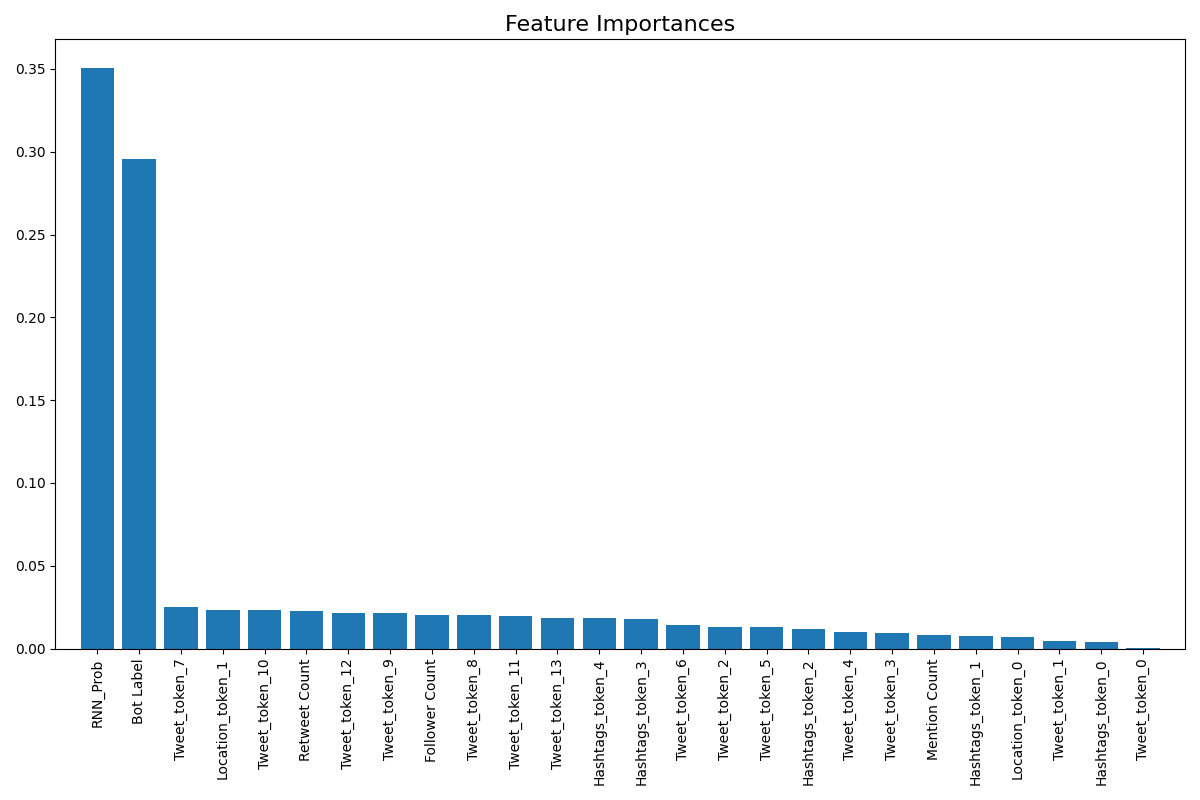 Feature Importances
0.35
0.30
0.25
0.20
0.15
0.10
0.05
0.00
RNN_Prob
Bot Label
Tweet_token_7
Location_token_1
Tweet_token_10
Retweet Count
Tweet_token_12
Tweet_token_9
Follower Count
Tweet_token_8
Tweet_token_11
Tweet_token_13
Hashtags_token_4
Hashtags_token_3
Tweet_token_6
Tweet_token_2
Tweet_token_5
Hashtags_token_2
Tweet_token_4
Tweet_token_3
Mention Count
Hashtags_token_1
Location_token_0
Tweet_token_1
Hashtags_token_0
Tweet_token_0